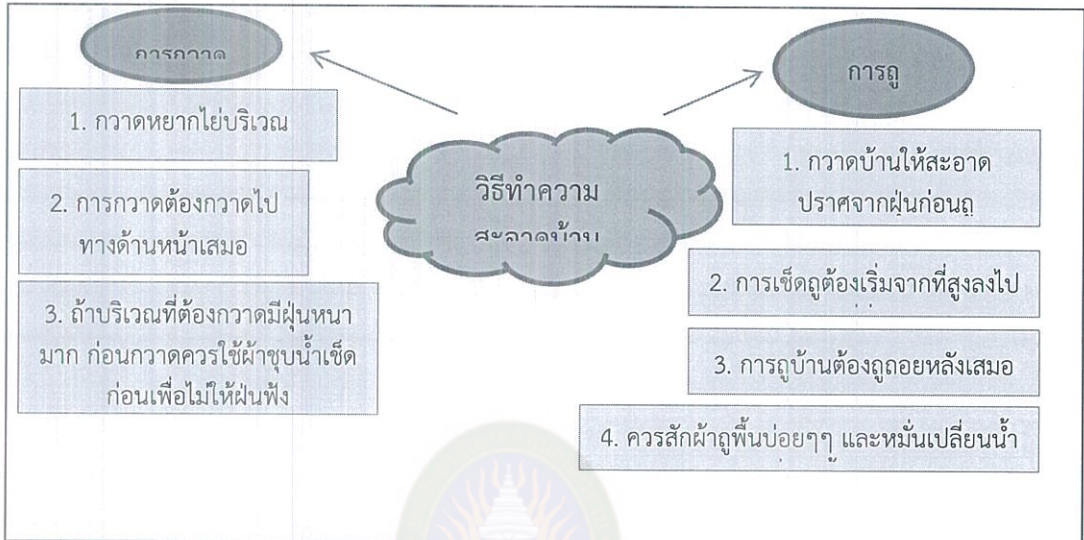 การกวาด
1. กวาดหยากไย่บริเวณ
2. การกวาดต้องกวาดไป
ทางด้านหน้าเสมอ
3. ถ้าบริเวณที่ต้องกวาดมีฝุ่นหนา
มาก ก่อนกวาดควรใช้ผ้าชุบน้ำเช็ด
ก่อนเพื่อไม่ให้ฝุ่นฟัง
วิธีทำความ
สะอาดบ้าน
การถู
1. กวาดบ้านให้สะอาด
ปราศจากฝุ่นก่อนถู
2. การเช็ดถูต้องเริ่มจากที่สูงลงไป
3. การถูบ้านต้องถูถอยหลังเสมอ
4. ควรสักผ้าถูพื้นบ่อยๆๆ และหมั่นเปลี่ยนน้ำ